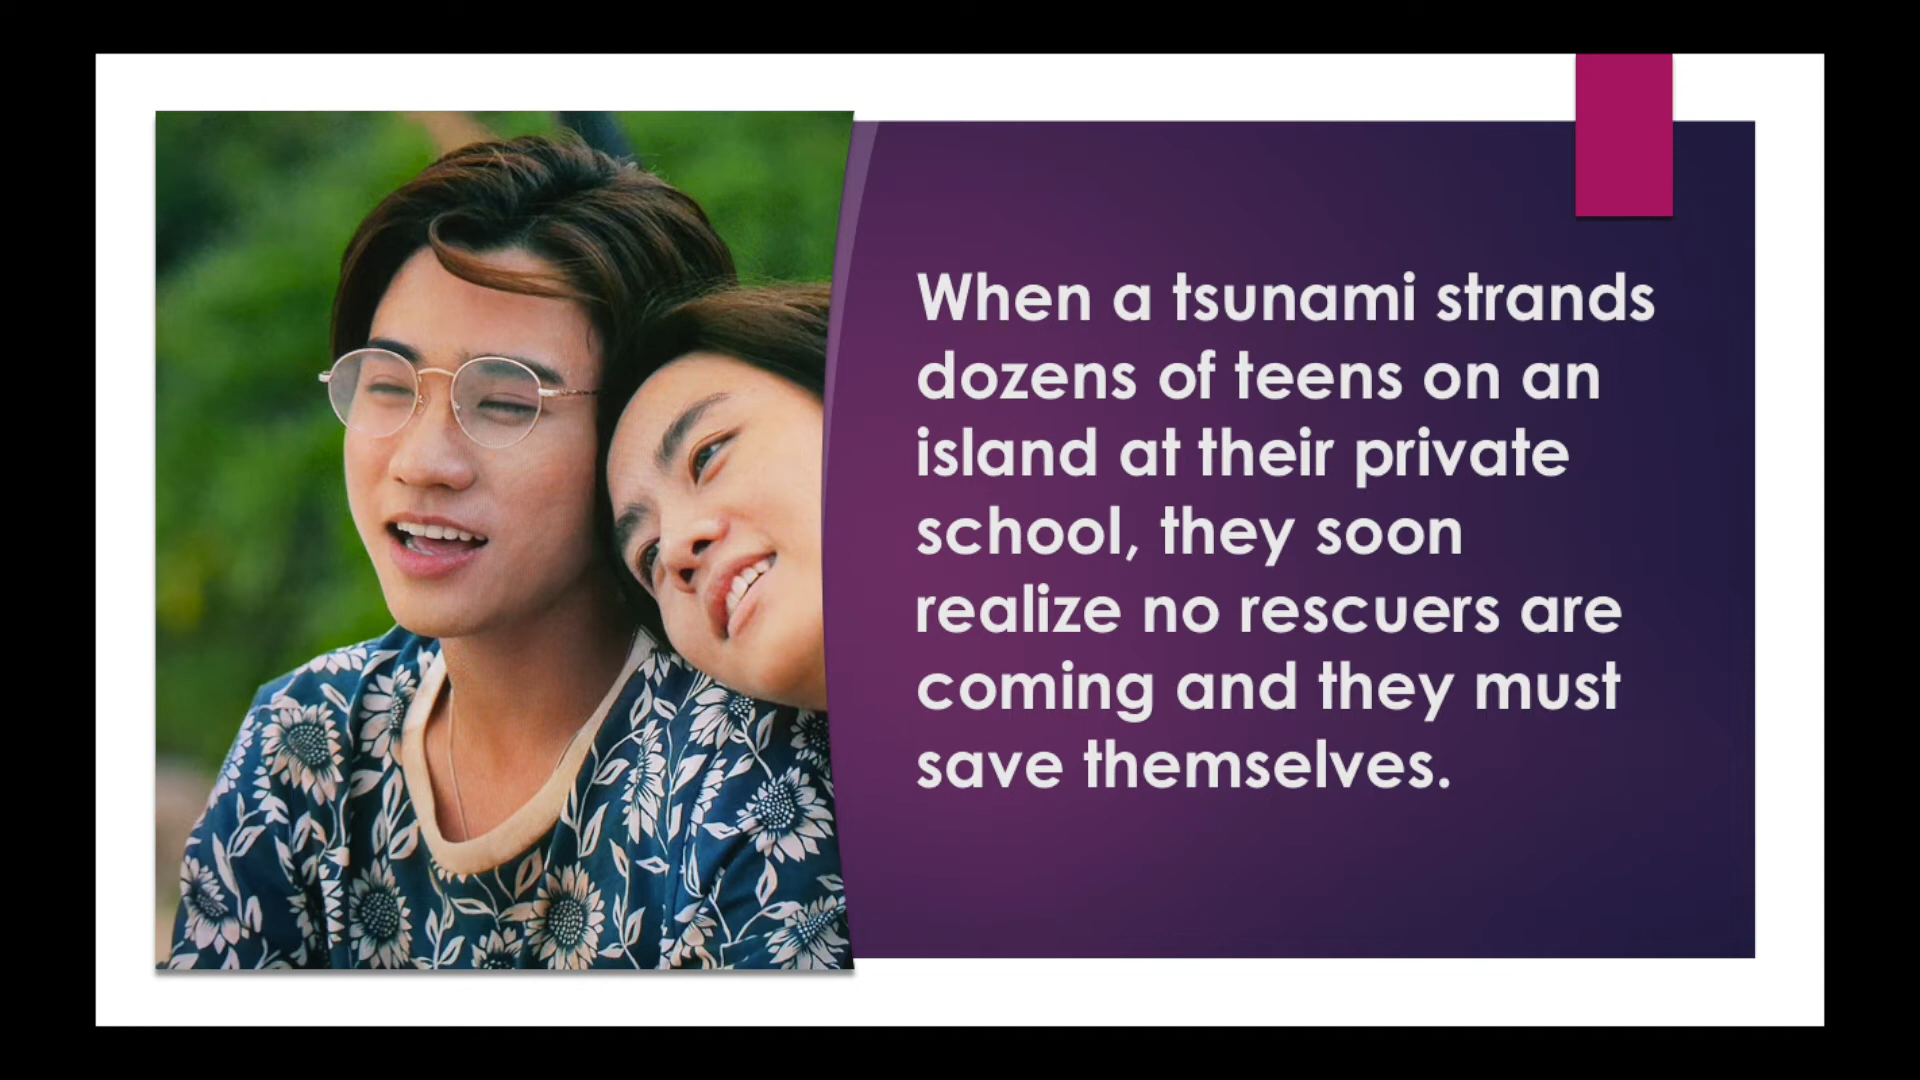 When a tsunami strands
dozens of teens on an
island at their private
school, they soon
realize no rescuers are
coming and they must
save themselves.